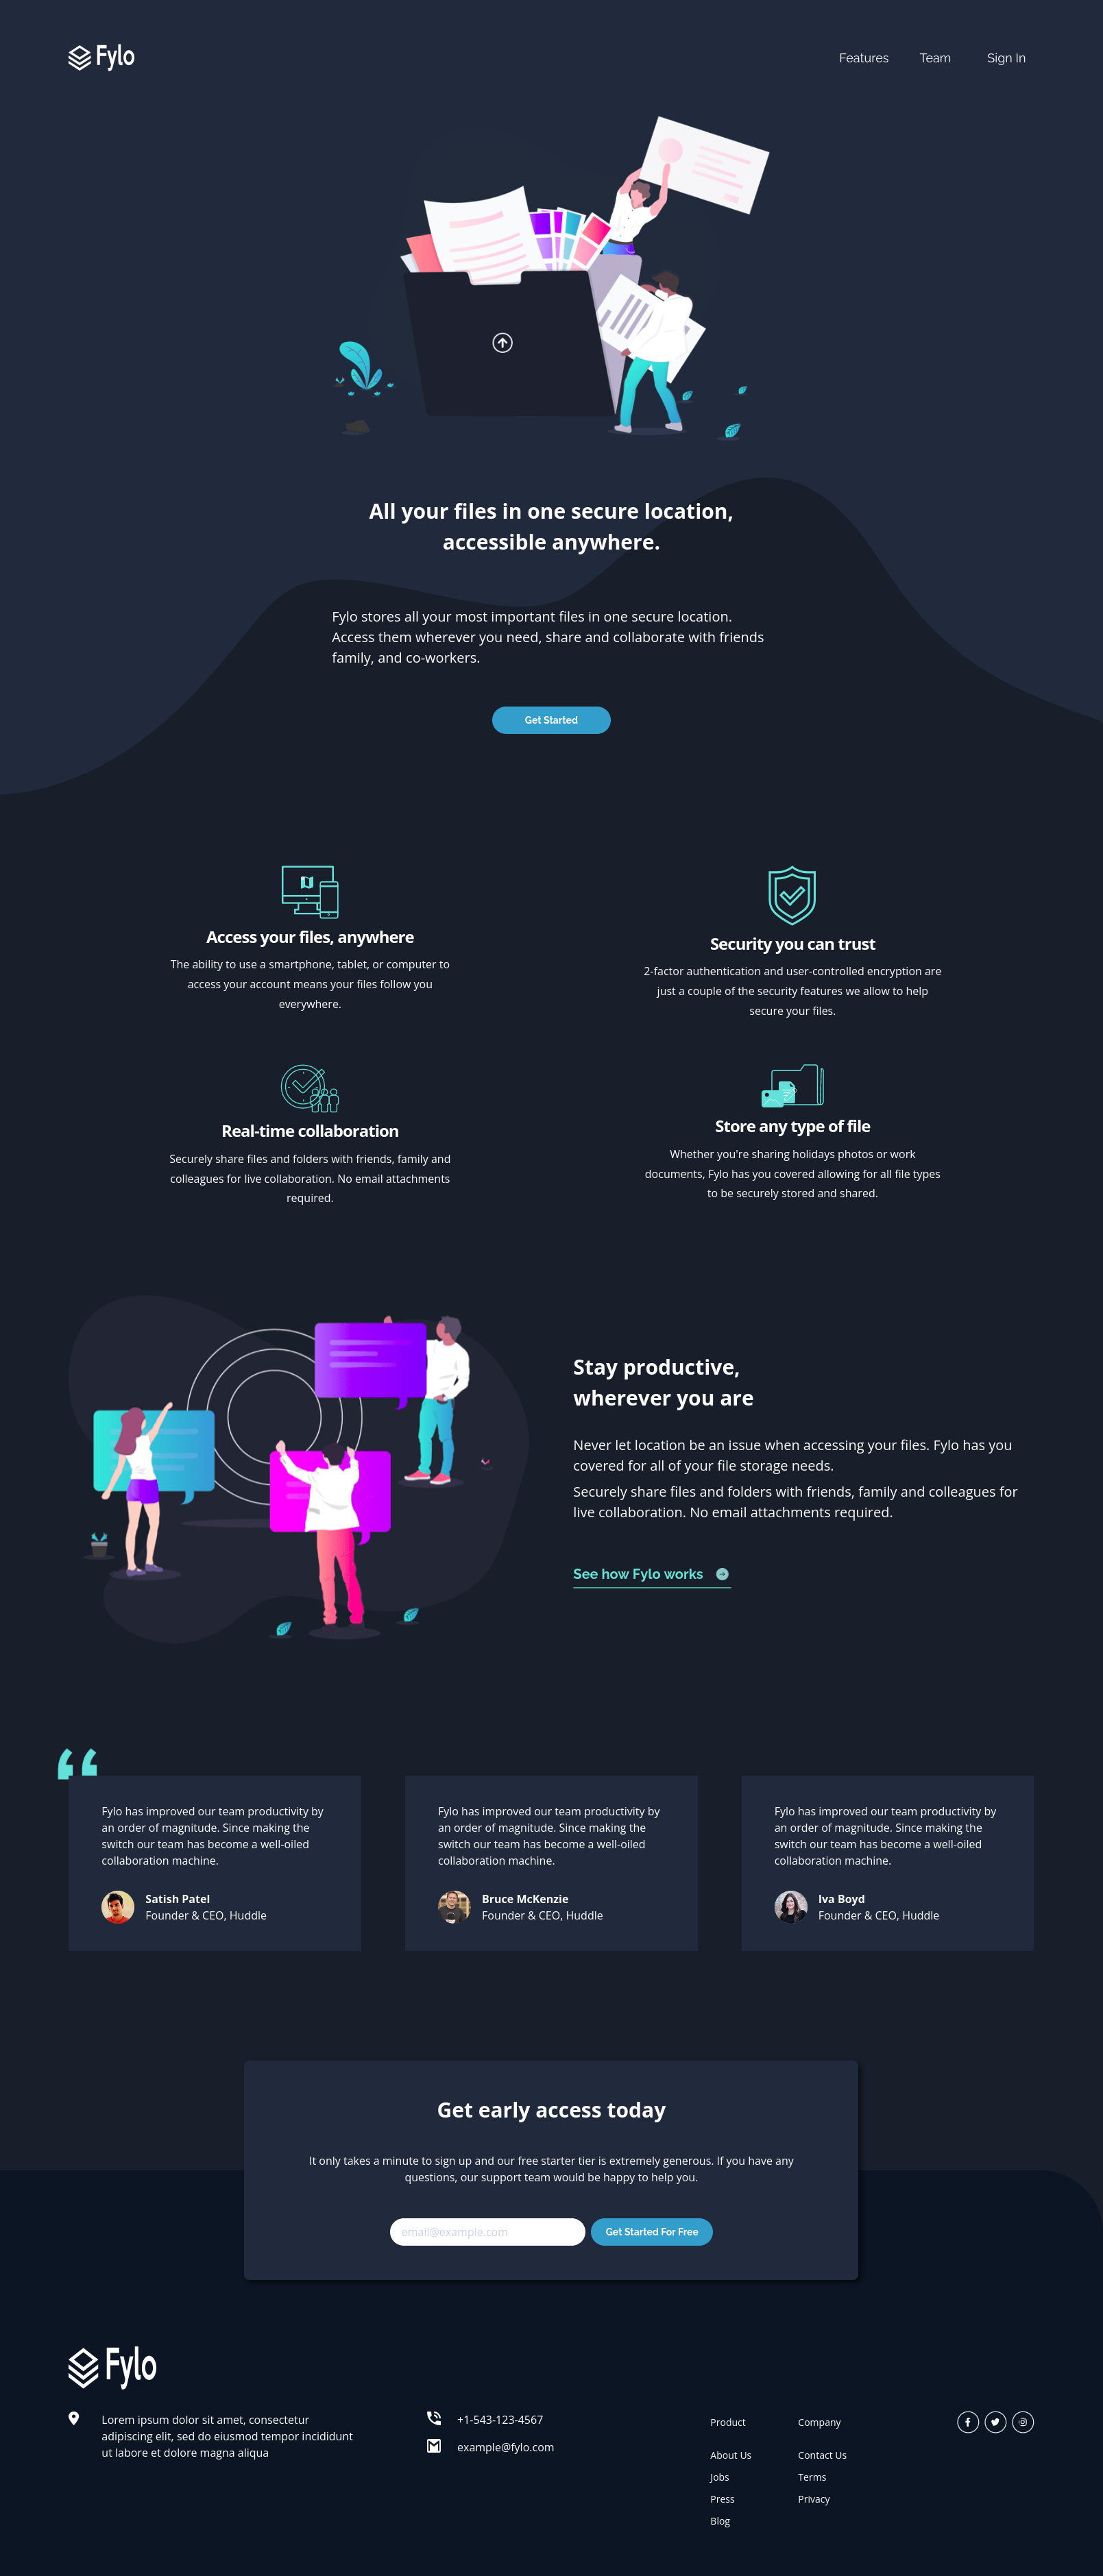 Fylo
Features Team Sign In
All your files in one secure location,
accessible anywhere.
Fylo stores all your most important files in one secure location.
Access them wherever you need, share and collaborate with friends
family, and co-workers.
Get Started
Access your files, anywhere
The ability to use a smartphone, tablet, or computer to
access your account means your files follow you
everywhere.
Security you can trust
2-factor authentication and user-controlled encryption are
just a couple of the security features we allow to help
secure your files.
Real-time collaboration
Securely share files and folders with friends, family and
colleagues for live collaboration. No email attachments
required.
Store any type of file
Whether you're sharing holidays photos or work
documents, Fylo has you covered allowing for all file types
to be securely stored and shared.
Stay productive,
wherever you are
Never let location be an issue when accessing your files. Fylo has you
covered for all of your file storage needs.
Securely share files and folders with friends, family and colleagues for
live collaboration. No email attachments required.
See how Fylo works
Fylo has improved our team productivity by
an order of magnitude. Since making the
switch our team has become a well-oiled
collaboration machine.
Satish Patel
Founder & CEO, Huddle
Fylo has improved our team productivity by
an order of magnitude. Since making the
switch our team has become a well-oiled
collaboration machine.
Bruce McKenzie
Founder & CEO, Huddle
Fylo has improved our team productivity by
an order of magnitude. Since making the
switch our team has become a well-oiled
collaboration machine.
Iva Boyd
Founder & CEO, Huddle
Get early access today
It only takes a minute to sign up and our free starter tier is extremely generous. If you have any
questions, our support team would be happy to help you.
email@example.com
Get Started For Free
Fylo
Lorem ipsum dolor sit amet, consectetur
adipiscing elit, sed do eiusmod tempor incididunt
ut labore et dolore magna aliqua
+1-543-123-4567
example@fylo.com
Product
About Us
Jobs
Press
Blog
Company
Contact Us
Terms
Privacy